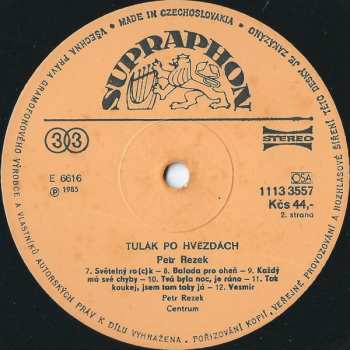 MADE IN CZECHOSLOVAKIA • VŠECHNA PRÁVA GRAMOFONOVÉHO VÝROBCE A VLASTNÍKŮ AUTORSKÝCH PRÁV K DÍLU VYHRAŽENA. POŘIZOVÁNÍ KOPIÍ, VEŘEJNÉ PROVOZOVÁNÍ A ROZHLASOVÉ ŠÍŘENÍ TÉTO DESKY JE ZAKÁZÁNO
SUPRAPHON
33
STEREO
E 6616
Ⓟ 1985
OSA
1113 3557
Kčs 44,-
2. strana
TULÁK PO HVĚZDÁCH
Petr Rezek
7. Světelný ro(c)k – 8. Balada pro oheň – 9. Každý
má své chyby – 10. Tvá byla noc, je ráno – 11. Tak
koukej, jsem tam taky já – 12. Vesmír
Petr Rezek
Centrum